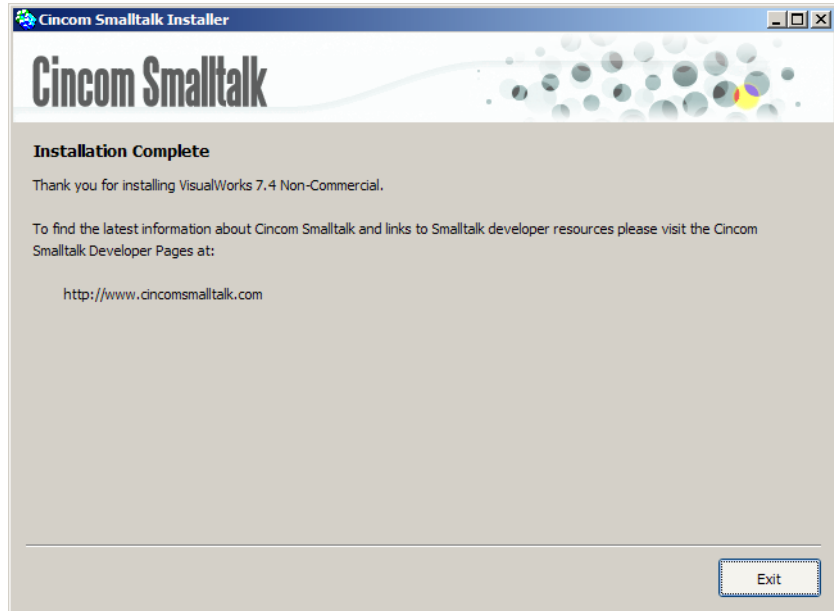 Cincom Smalltalk Installer
Cincom Smalltalk
Installation Complete
Thank you for installing VisualWorks 7.4 Non-Commercial.
To find the latest information about Cincom Smalltalk and links to Smalltalk developer resources please visit the Cincom
Smalltalk Developer Pages at:
http://www.cincomsmalltalk.com
Exit